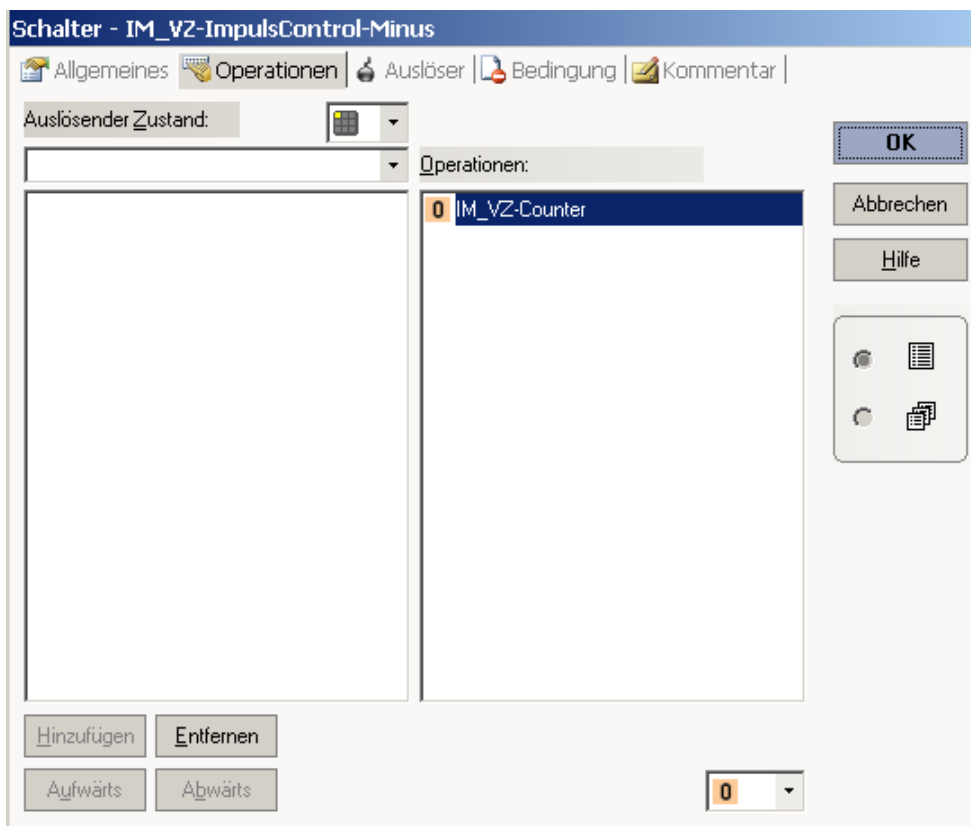 Schalter - IM_VZ-ImpulsControl-Minus
Allgemeines Operationen Auslöser Bedingung Kommentar
Auslösender Zustand:
Operationen:
0 IM_VZ-Counter
OK
Abbrechen
Hilfe
Hinzufügen Entfernen
Aufwärts Abwärts
0